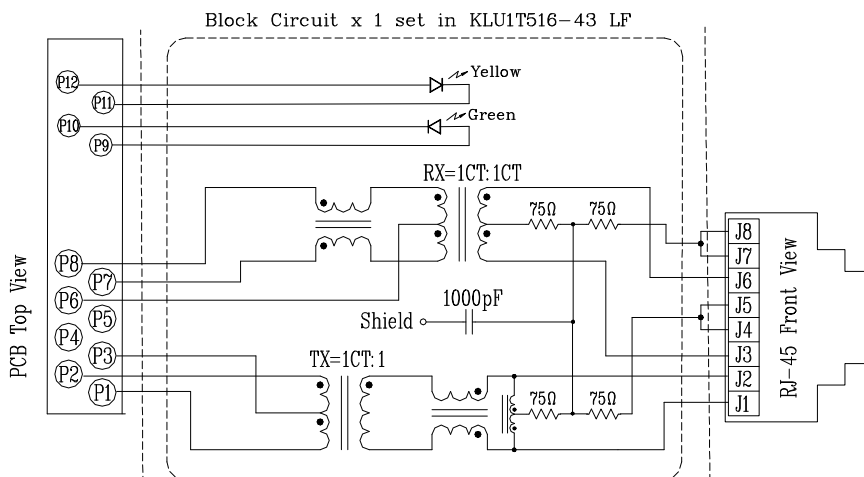 Block Circuit x 1 set in KLU1T516-43 LF
P12
Yellow
P11
P10
Green
P9
RX=1CT:1CT
75Ω
75Ω
J8
J7
P8
P7
J6
P6
1000pF
J5
P5
Shield
J4
P4
P3
J3
TX=1CT:1
P2
J2
P1
75Ω
75Ω
J1
PCB Top View
RJ-45 Front View